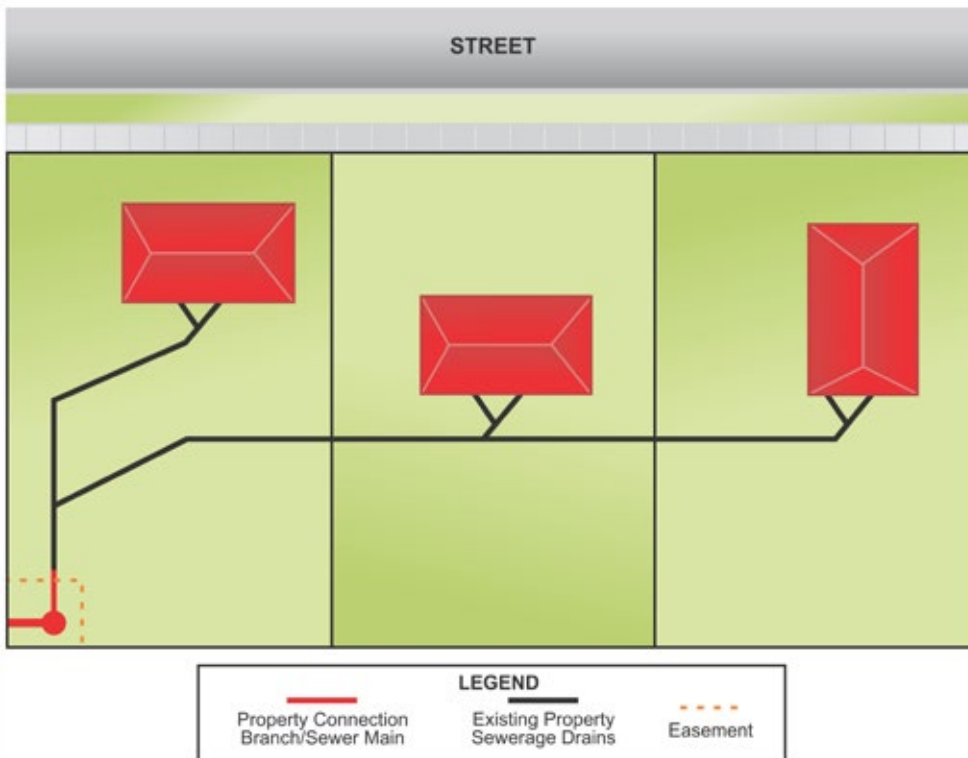 STREET
LEGEND
Property Connection
Branch/Sewer Main
Existing Property
Sewerage Drains
Easement